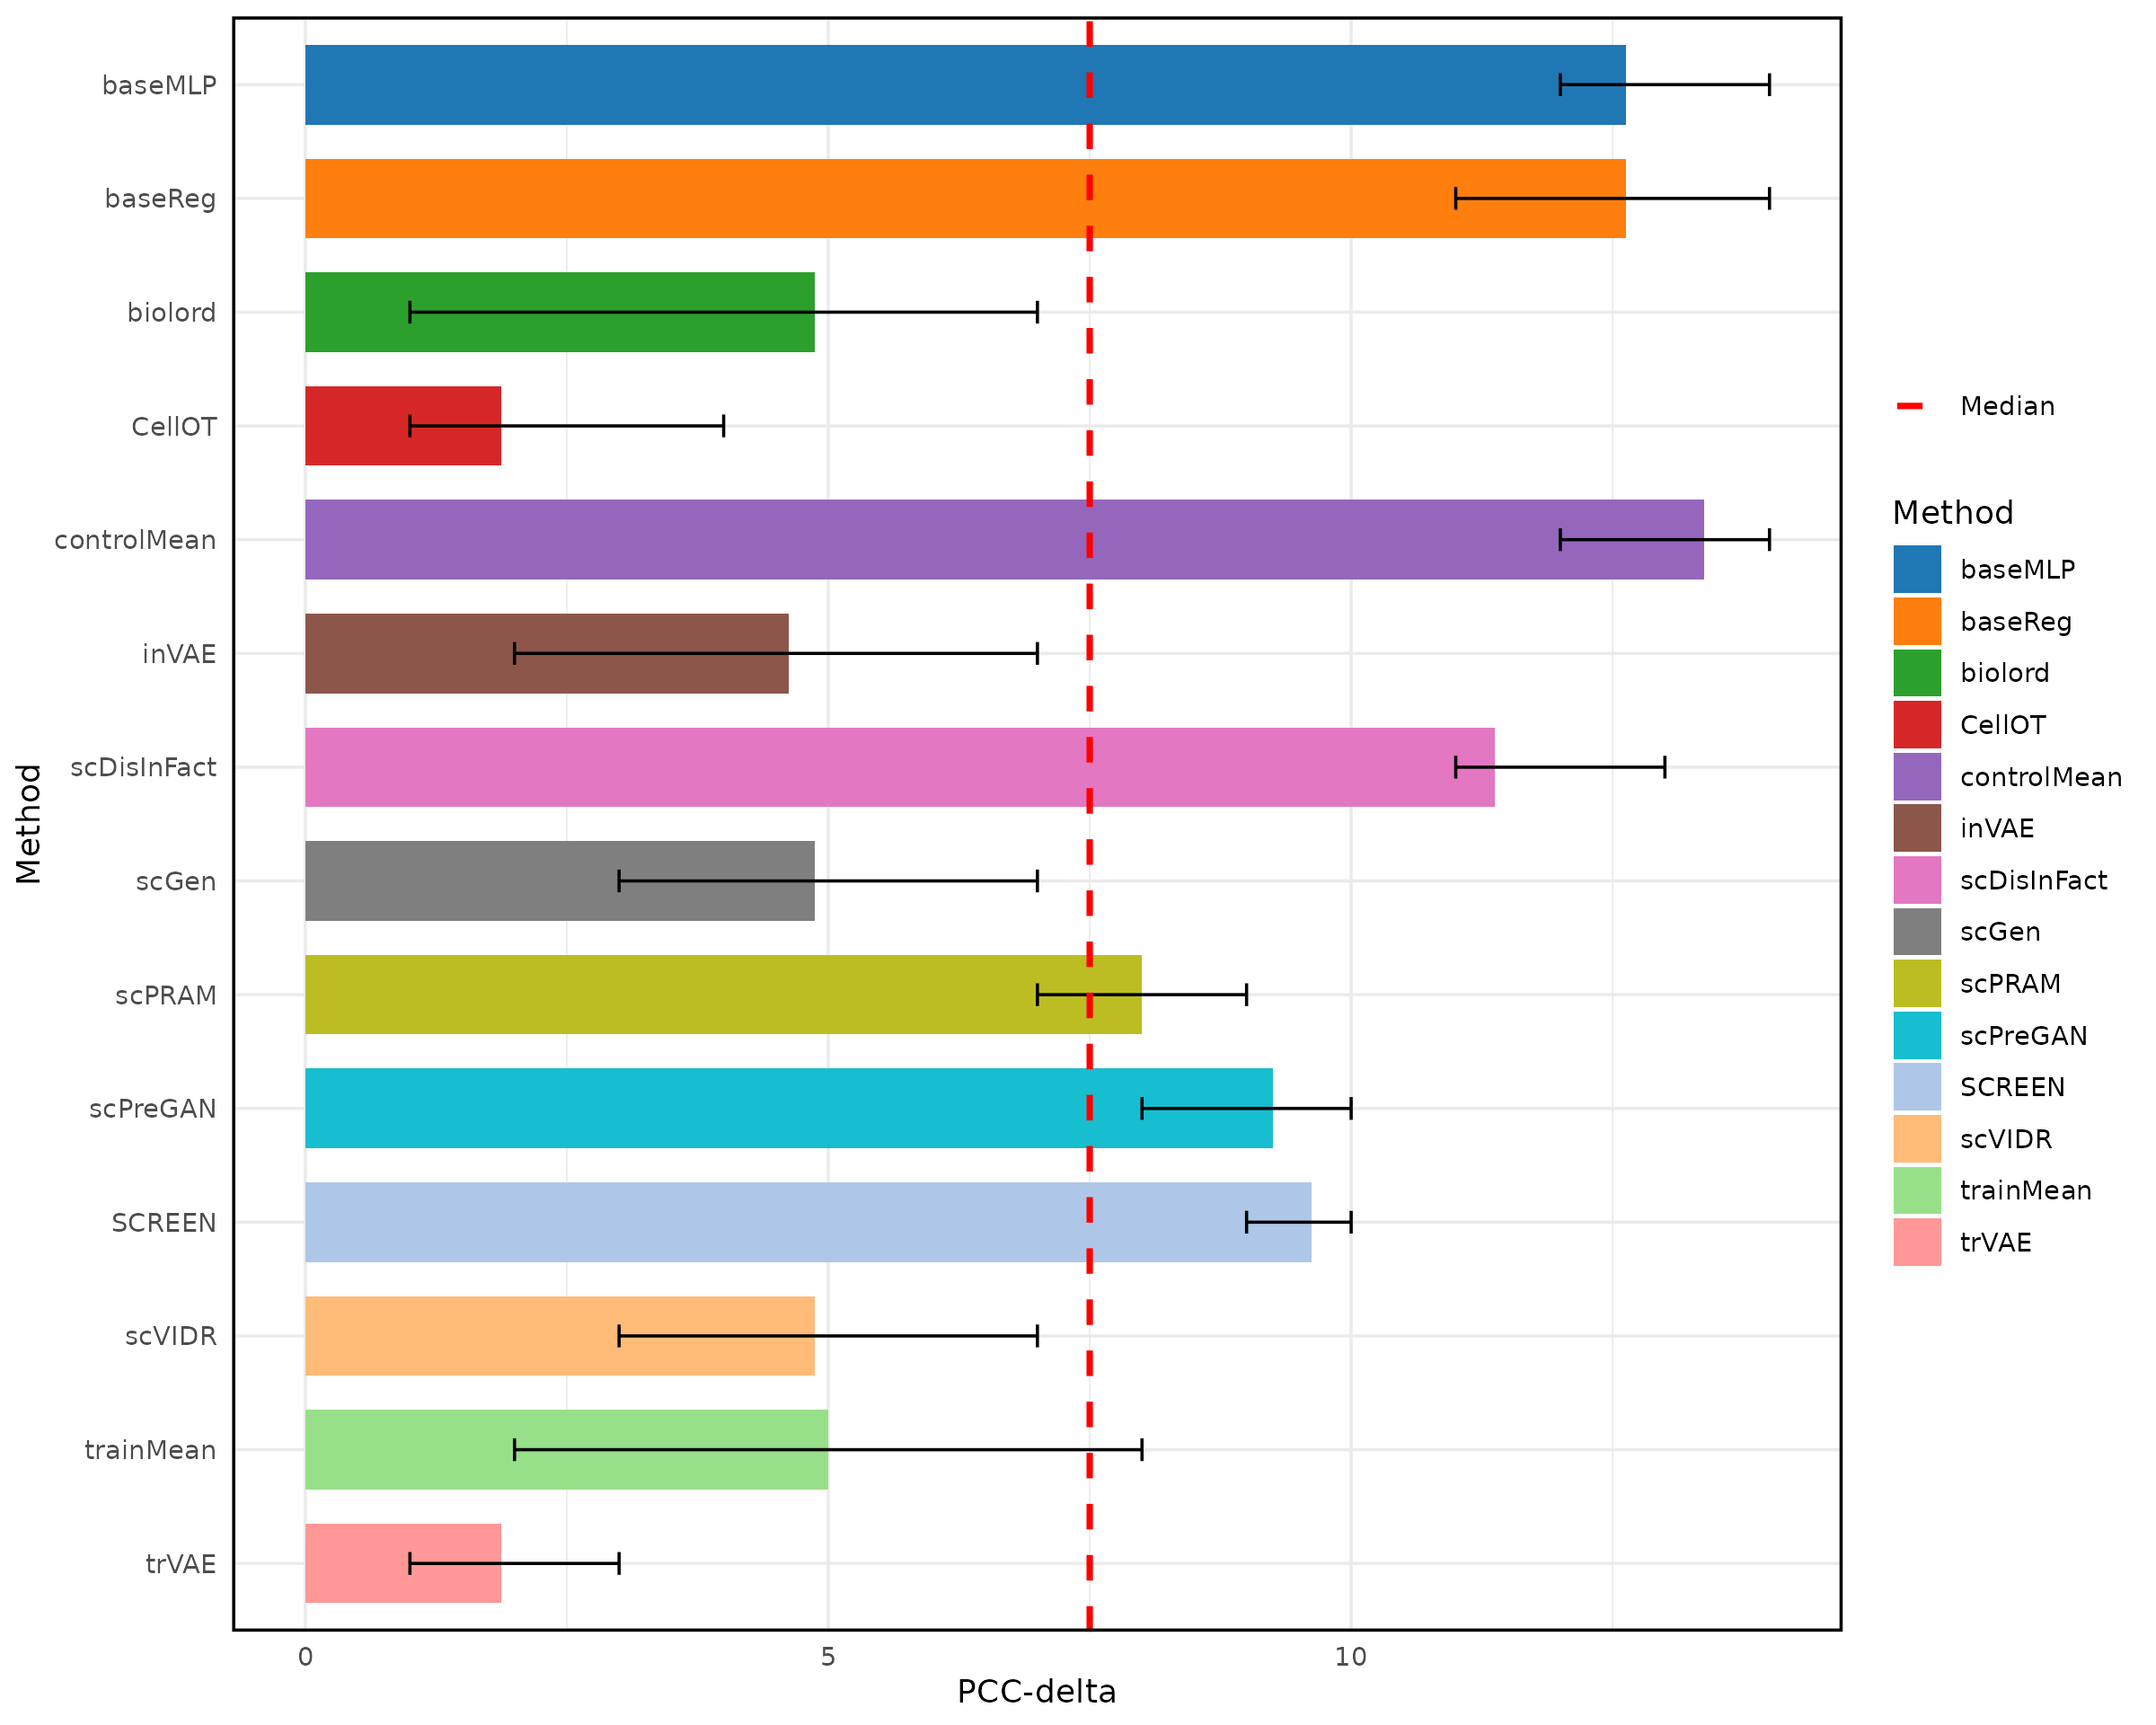 baseMLP
baseReg
biolord
CellOT
controlMean
inVAE
scDisInFact
scGen
scPRAM
scPreGAN
SCREEN
scVIDR
trainMean
trVAE
Method
0 5 10
PCC-delta
Median
Method
baseMLP
baseReg
biolord
CellOT
controlMean
inVAE
scDisInFact
scGen
scPRAM
scPreGAN
SCREEN
scVIDR
trainMean
trVAE